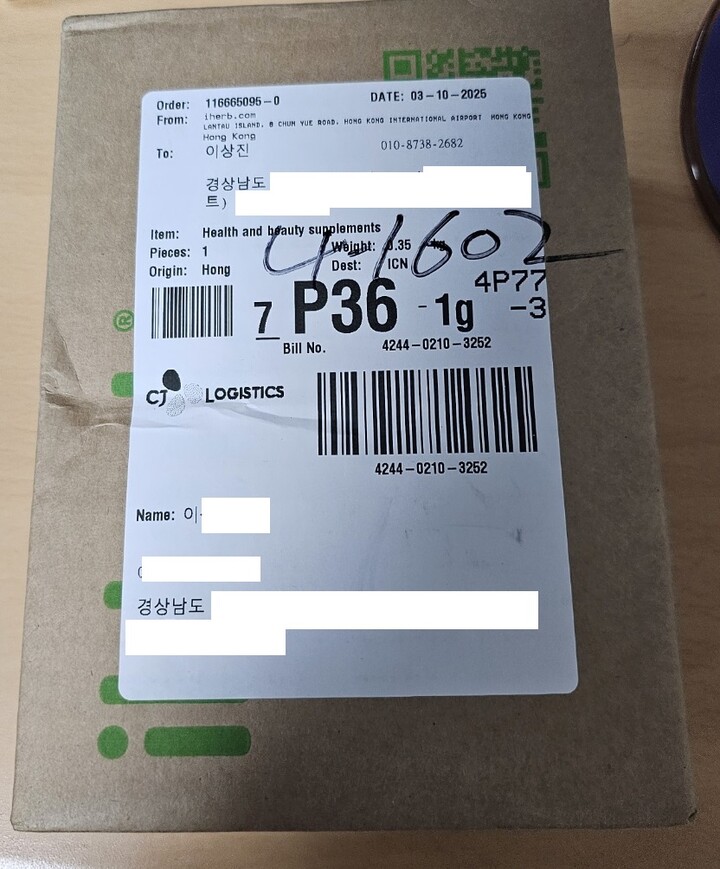 Order: 116665095-0 DATE: 03-10-2025
From: iherb.com
LANTAU ISLAND, 8 CHUN YUE ROAD, HONG KONG INTERNATIONAL AIRPORT HONG KONG
Hong Kong
To: 이상진 010-8738-2682
경상남도
트)
Item: Health and beauty supplements
Pieces: 1 Weight: .35 kg
Origin: Hong Dest: ICN
4-1602
7 P36 -1g 4P77
-3
Bill No. 4244-0210-3252
CJ LOGISTICS
4244-0210-3252
Name: 이
경상남도
®